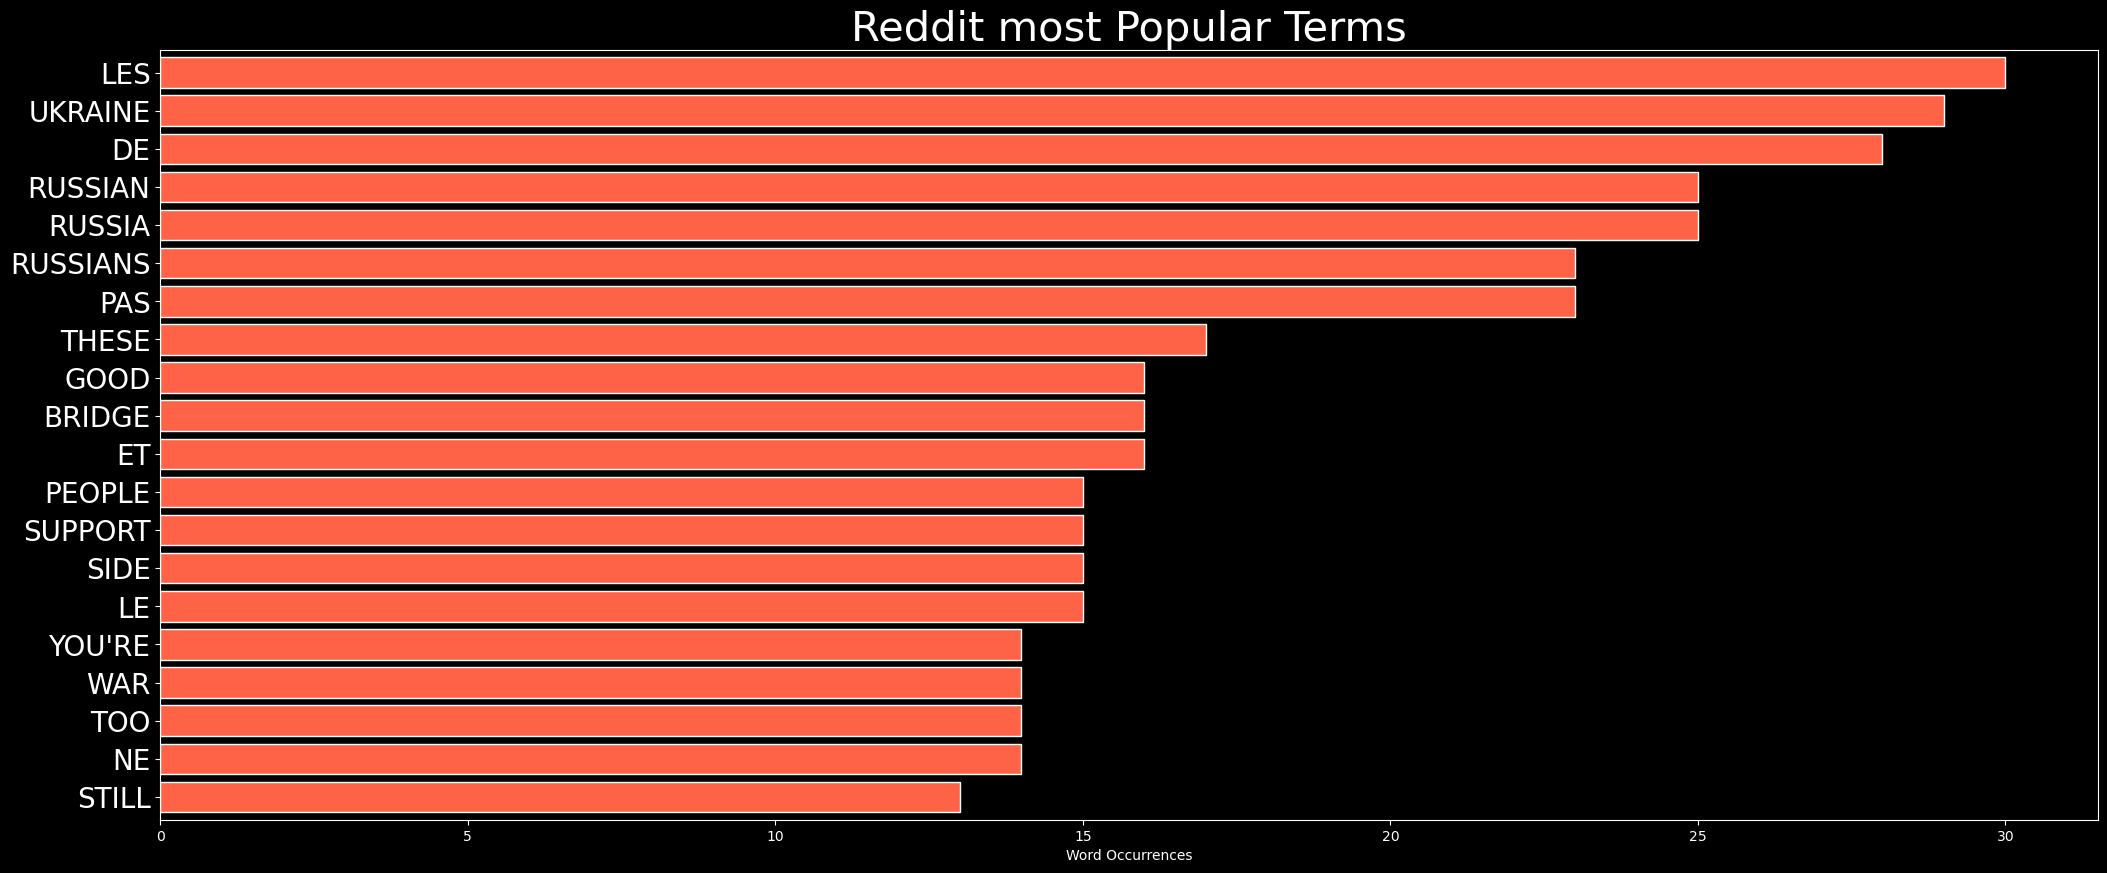 Reddit most Popular Terms
LES
UKRAINE
DE
RUSSIAN
RUSSIA
RUSSIANS
PAS
THESE
GOOD
BRIDGE
ET
PEOPLE
SUPPORT
SIDE
LE
YOU'RE
WAR
TOO
NE
STILL
0 5 10 15 20 25 30
Word Occurrences